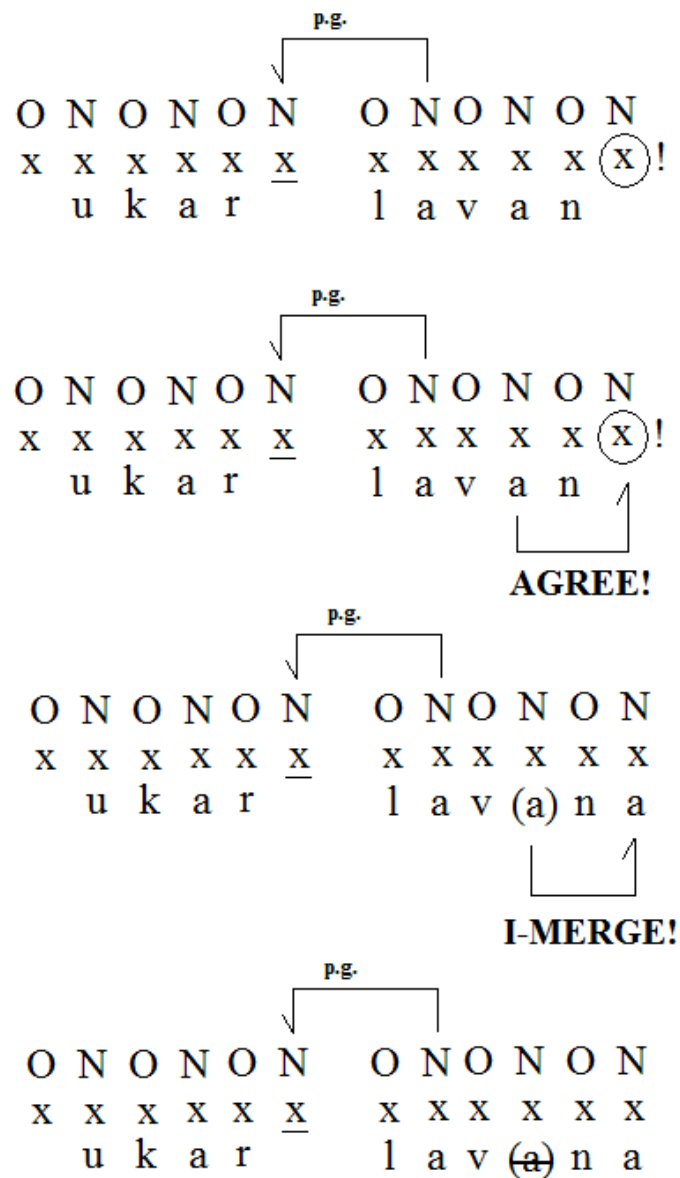 p.g.
O N O N O N O N O N O N
x x x x x x x x x x x x !
u k a r l a v a n
p.g.
O N O N O N O N O N O N
x x x x x x x x x x x x !
u k a r l a v a n
AGREE!
p.g.
O N O N O N O N O N O N
x x x x x x x x x x x x
u k a r l a v (a) n a
I-MERGE!
p.g.
O N O N O N O N O N O N
x x x x x x x x x x x x
u k a r l a v (a) n a